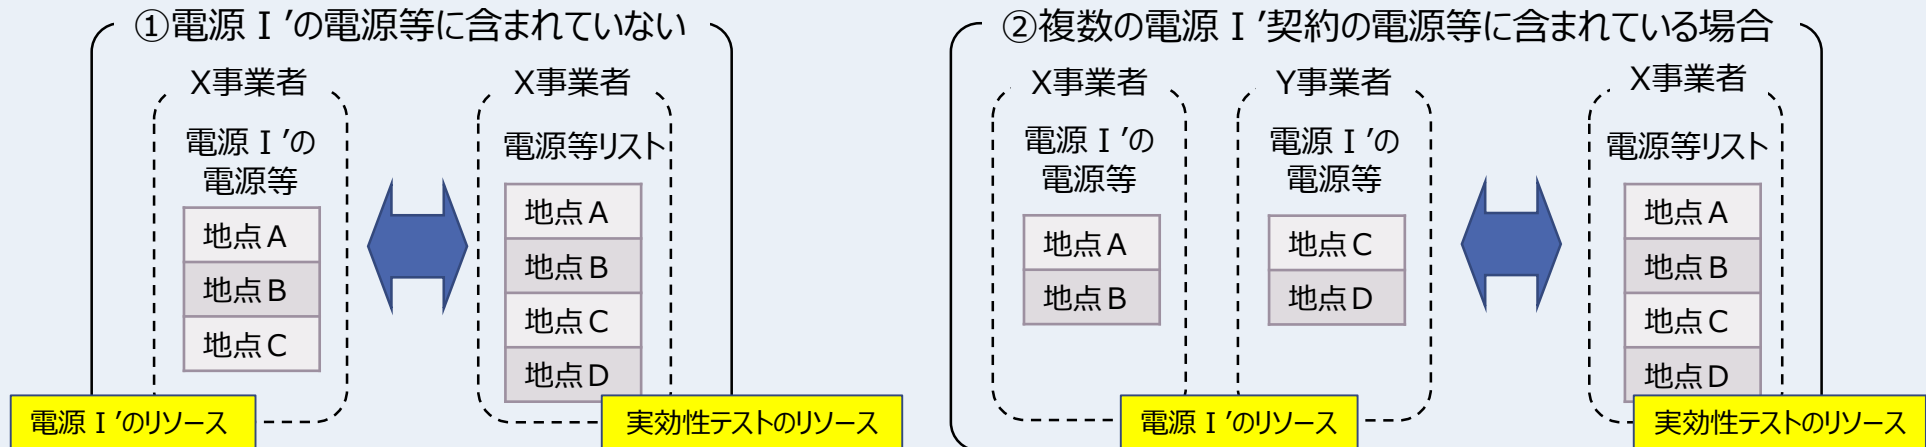 ①電源Ⅰ’の電源等に含まれていない
X事業者
電源Ⅰ’の
電源等
地点A
地点B
地点C
電源Ⅰ’のリソース
X事業者
電源等リスト
地点A
地点B
地点C
地点D
実効性テストのリソース
②複数の電源Ⅰ’契約の電源等に含まれている場合
X事業者
電源Ⅰ’の
電源等
地点A
地点B
Y事業者
電源Ⅰ’の
電源等
地点C
地点D
電源Ⅰ’のリソース
X事業者
電源等リスト
地点A
地点B
地点C
地点D
実効性テストのリソース